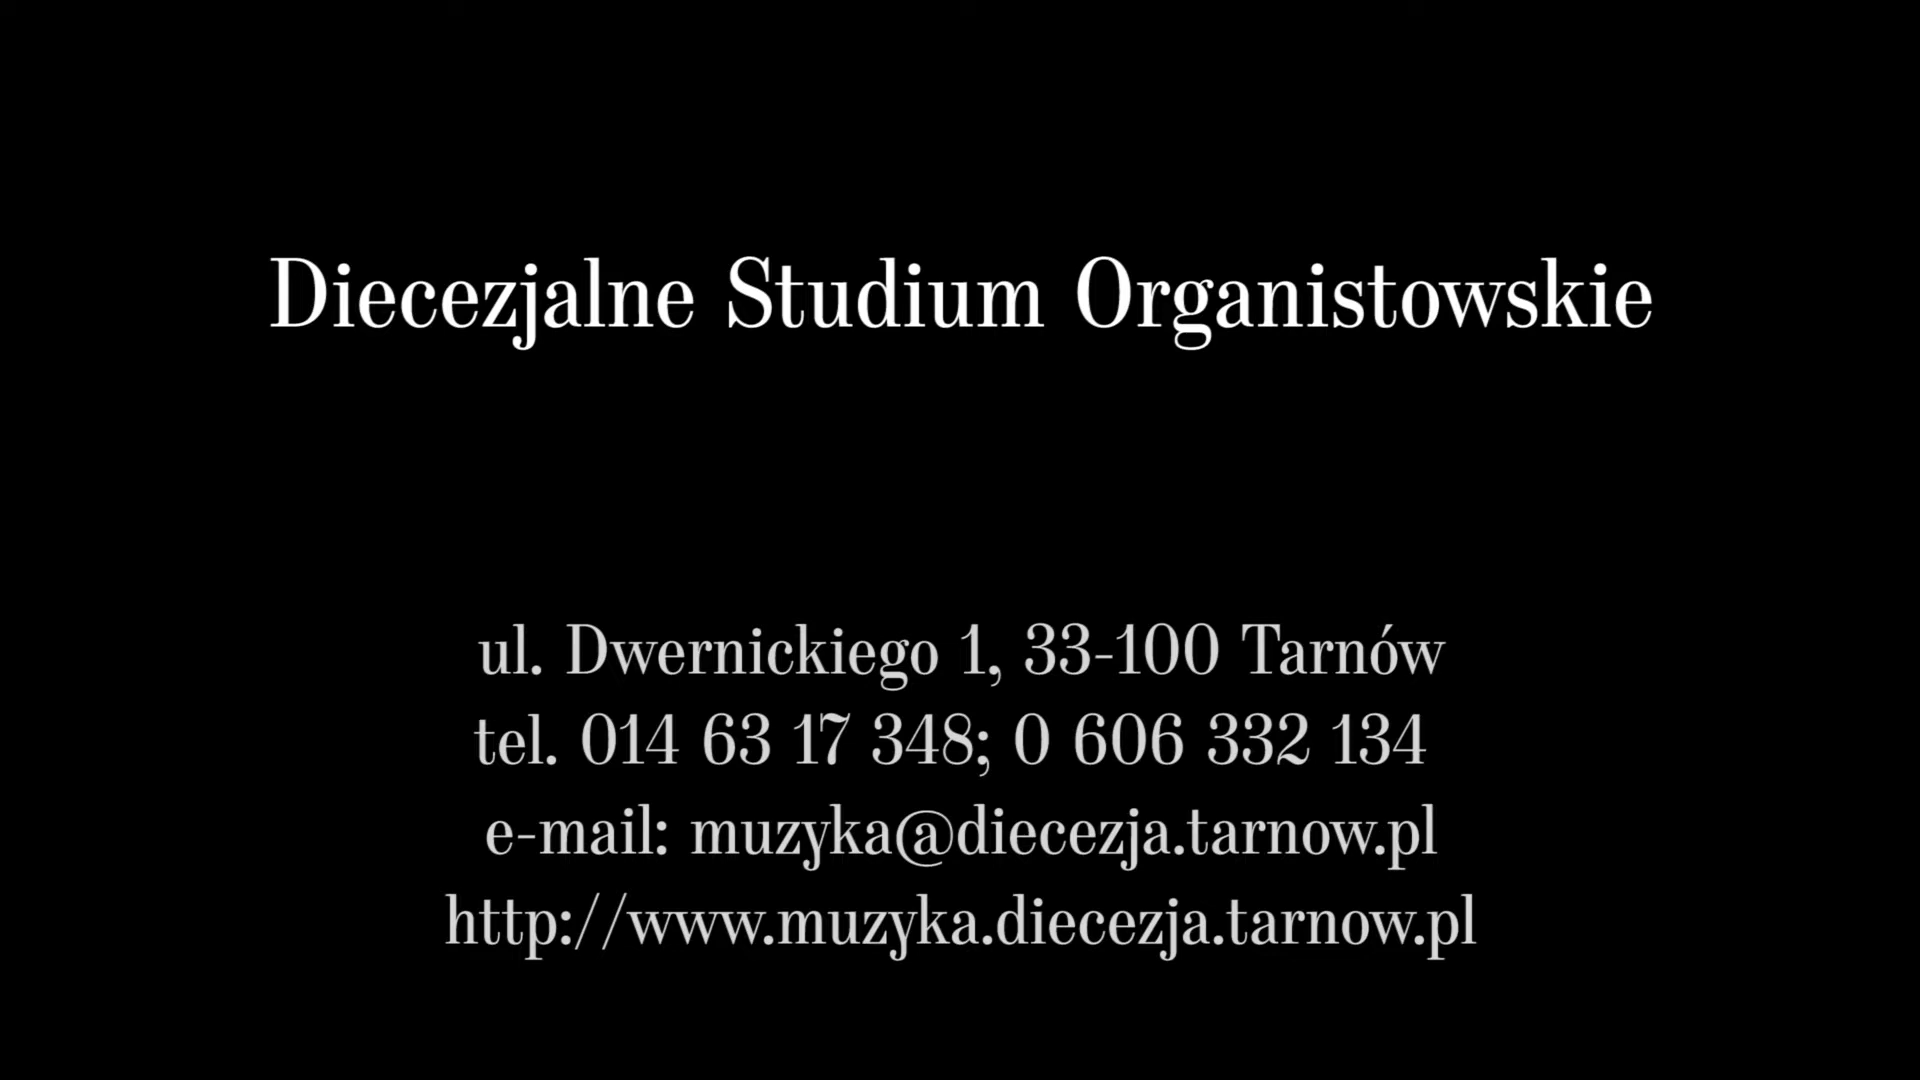 Diecezjalne Studium Organistowskie
ul. Dwernickiego 1, 33-100 Tarnów
tel. 014 63 17 348; 0 606 332 134
e-mail: muzyka@diecezja.tarnow.pl
http://www.muzyka.diecezja.tarnow.pl